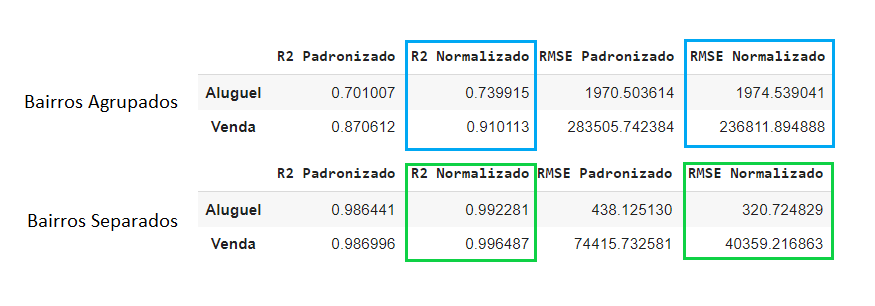 R2 Padronizado R2 Normalizado RMSE Padronizado RMSE Normalizado
Bairros Agrupados
Aluguel 0.701007 0.739915 1970.503614 1974.539041
Venda 0.870612 0.910113 283505.742384 236811.894888
R2 Padronizado R2 Normalizado RMSE Padronizado RMSE Normalizado
Bairros Separados
Aluguel 0.986441 0.992281 438.125130 320.724829
Venda 0.986996 0.996487 74415.732581 40359.216863